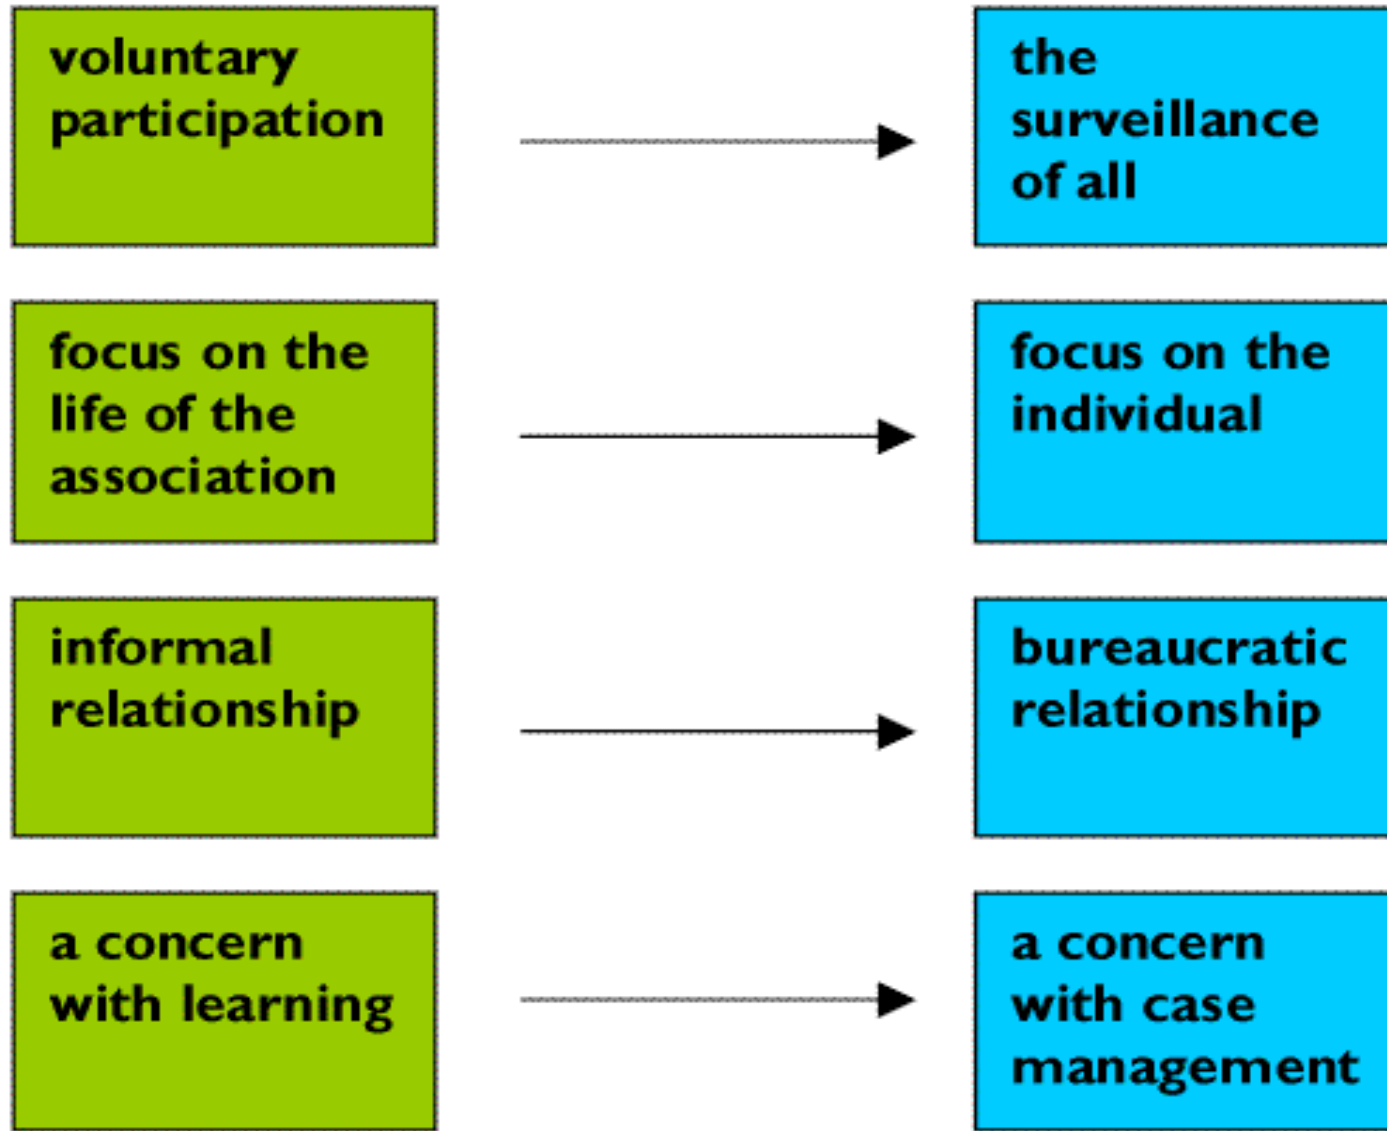 voluntary
participation
the
surveillance
of all
focus on the
life of the
association
focus on the
individual
informal
relationship
bureaucratic
relationship
a concern
with learning
a concern
with case
management